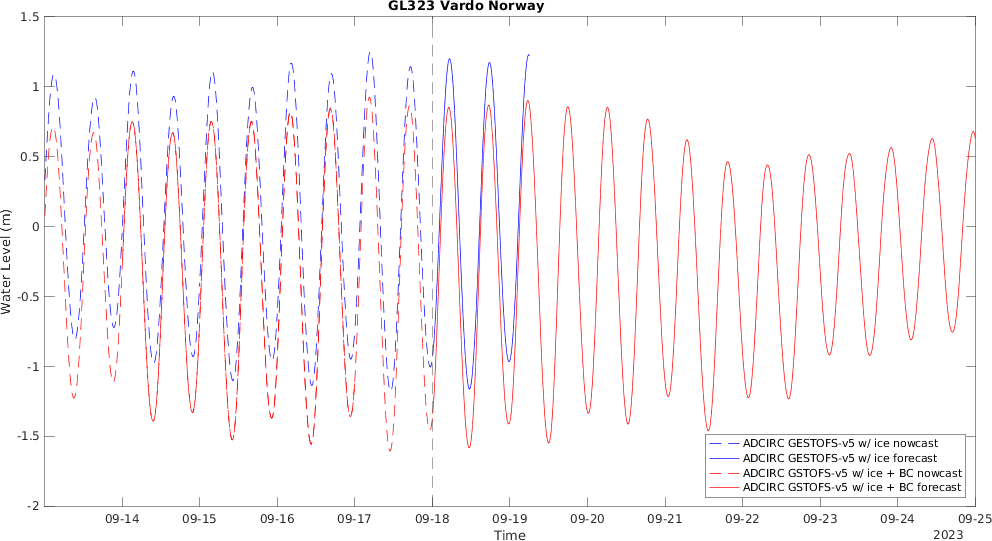 GL323 Vardo Norway
1.5
1
0.5
0
-0.5
-1
-1.5
-2
Water Level (m)
ADCIRC GESTOFS-v5 w/ ice nowcast
ADCIRC GESTOFS-v5 w/ ice forecast
ADCIRC GSTOFS-v5 w/ ice + BC nowcast
ADCIRC GSTOFS-v5 w/ ice + BC forecast
09-14 09-15 09-16 09-17 09-18 09-19 09-20 09-21 09-22 09-23 09-24 09-25
Time
2023